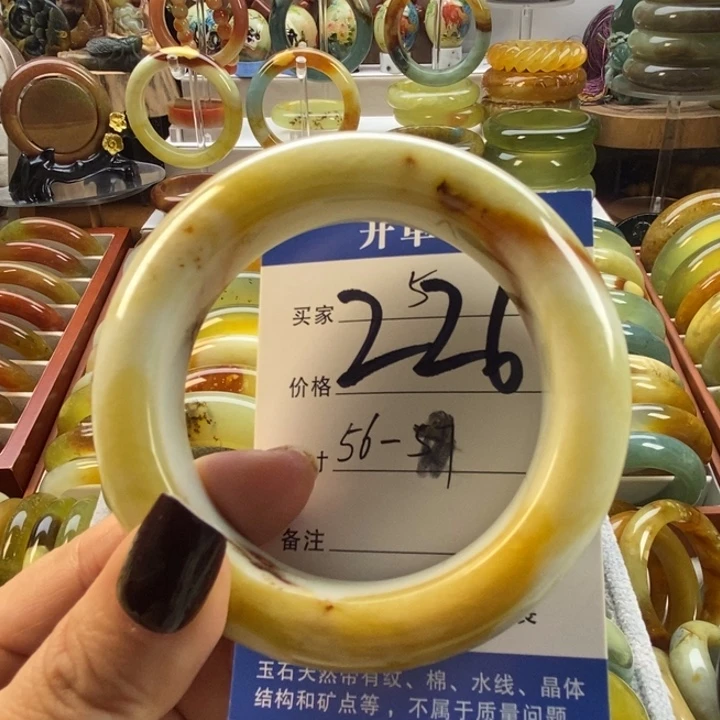 开单
买家
5
226
价格
56-5
备注
玉石天然带有纹、棉、水线、晶体
结构和矿点等，不属于质量问题